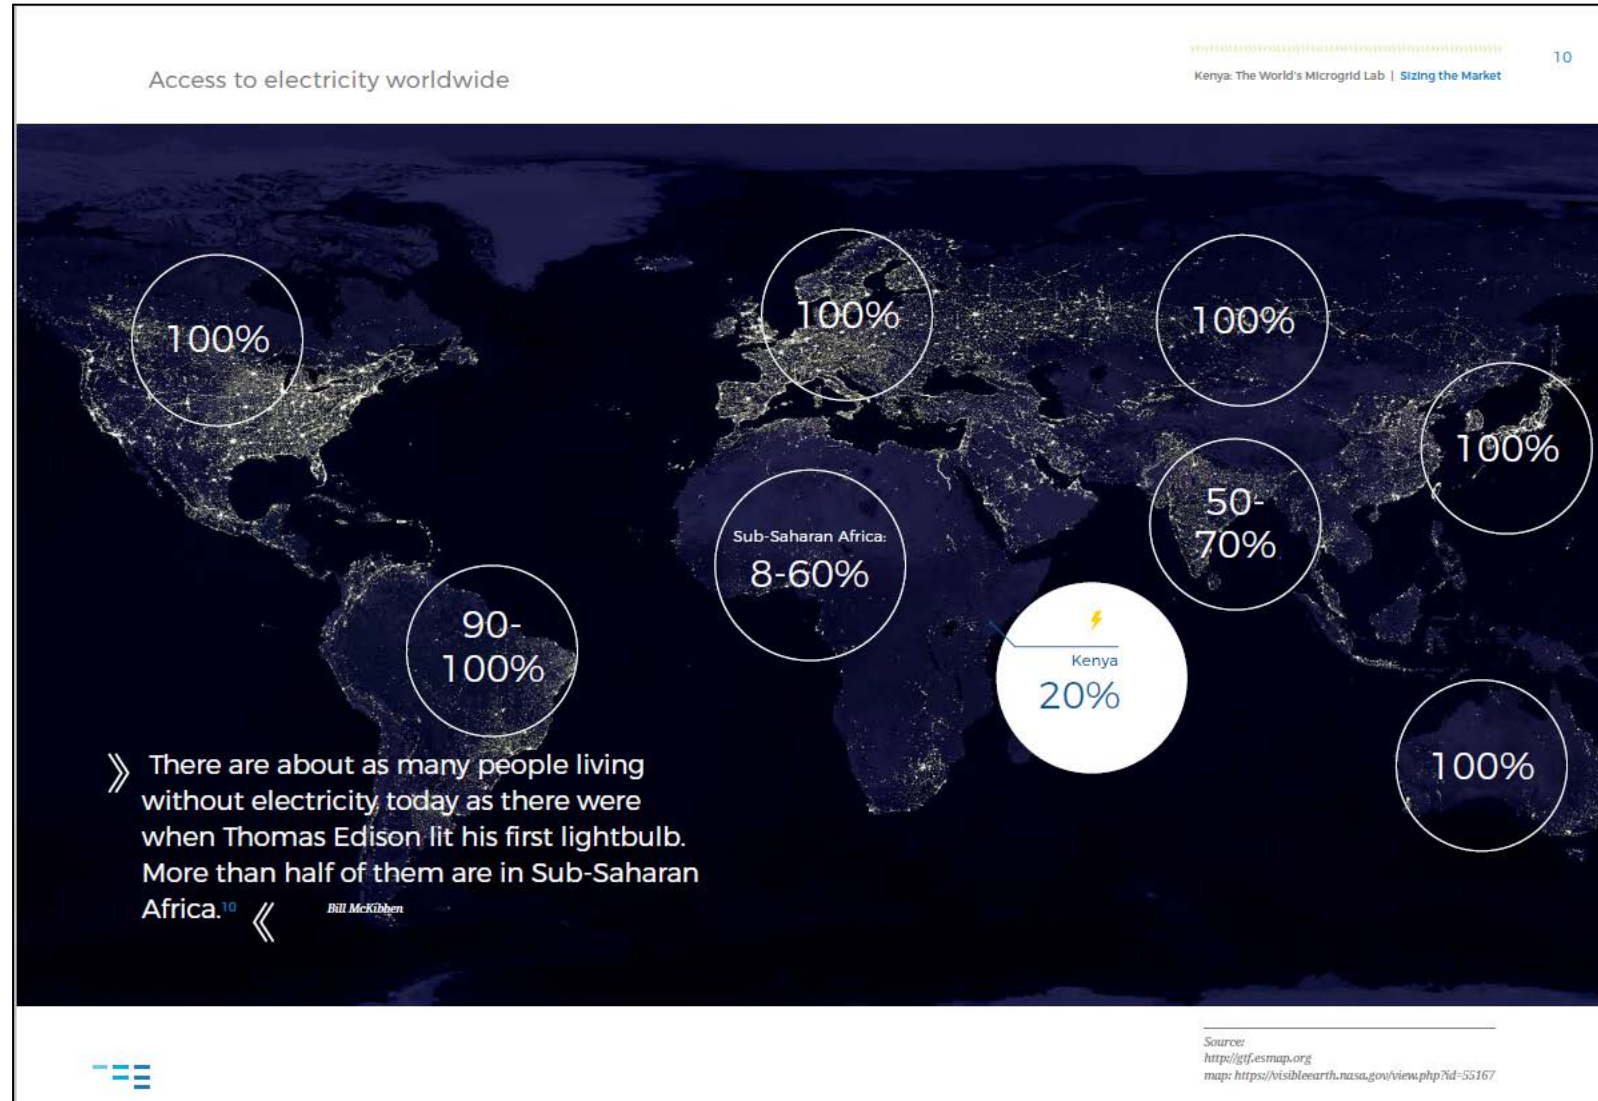 Access to electricity worldwide
Kenya: The World's Microgrid Lab | Sizing the Market
10
100%
100%
100%
100%
50-
70%
Sub-Saharan Africa:
8-60%
90-
100%
Kenya
20%
100%
» There are about as many people living
without electricity today as there were
when Thomas Edison lit his first lightbulb.
More than half of them are in Sub-Saharan
Africa.10 « Bill McKibben
Source:
http://gtf.esmap.org
map: https://visibleearth.nasa.gov/view.php?id=55167